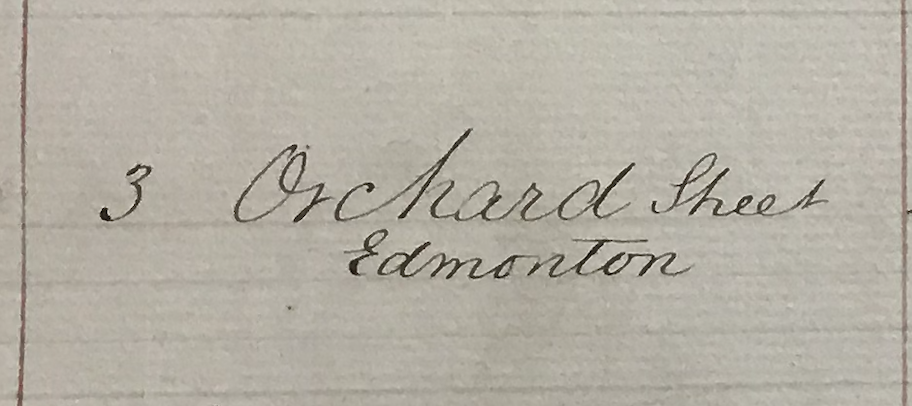 3 Orchard Street
Edmonton